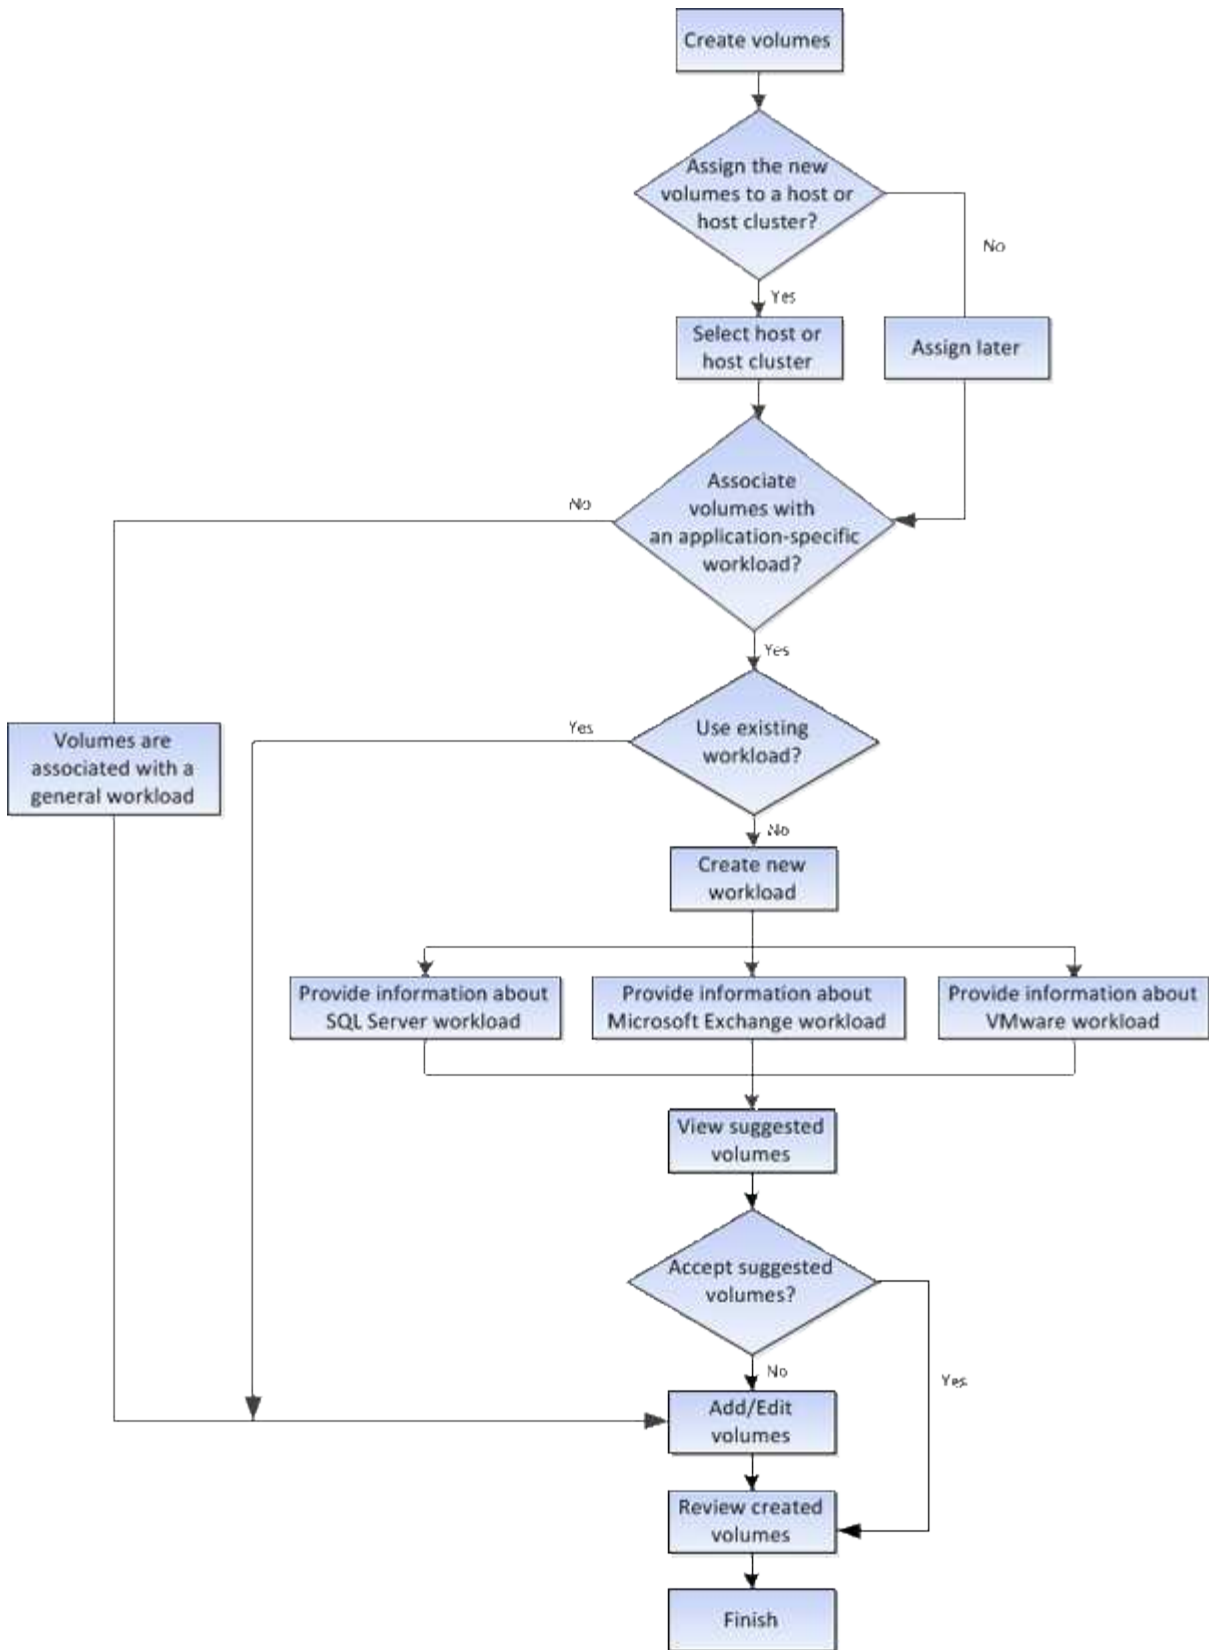 Create volumes
Assign the new
volumes to a host or
host cluster?
No
Yes
Select host or
host cluster
Assign later
Associate
volumes with
an application-specific
workload?
No
Yes
Volumes are
associated with a
general workload
Yes
Use existing
workload?
No
Create new
workload
Provide information about
SQL Server workload
Provide information about
Microsoft Exchange workload
Provide information about
VMware workload
View suggested
volumes
Accept suggested
volumes?
No
Yes
Add/Edit
volumes
Review created
volumes
Finish